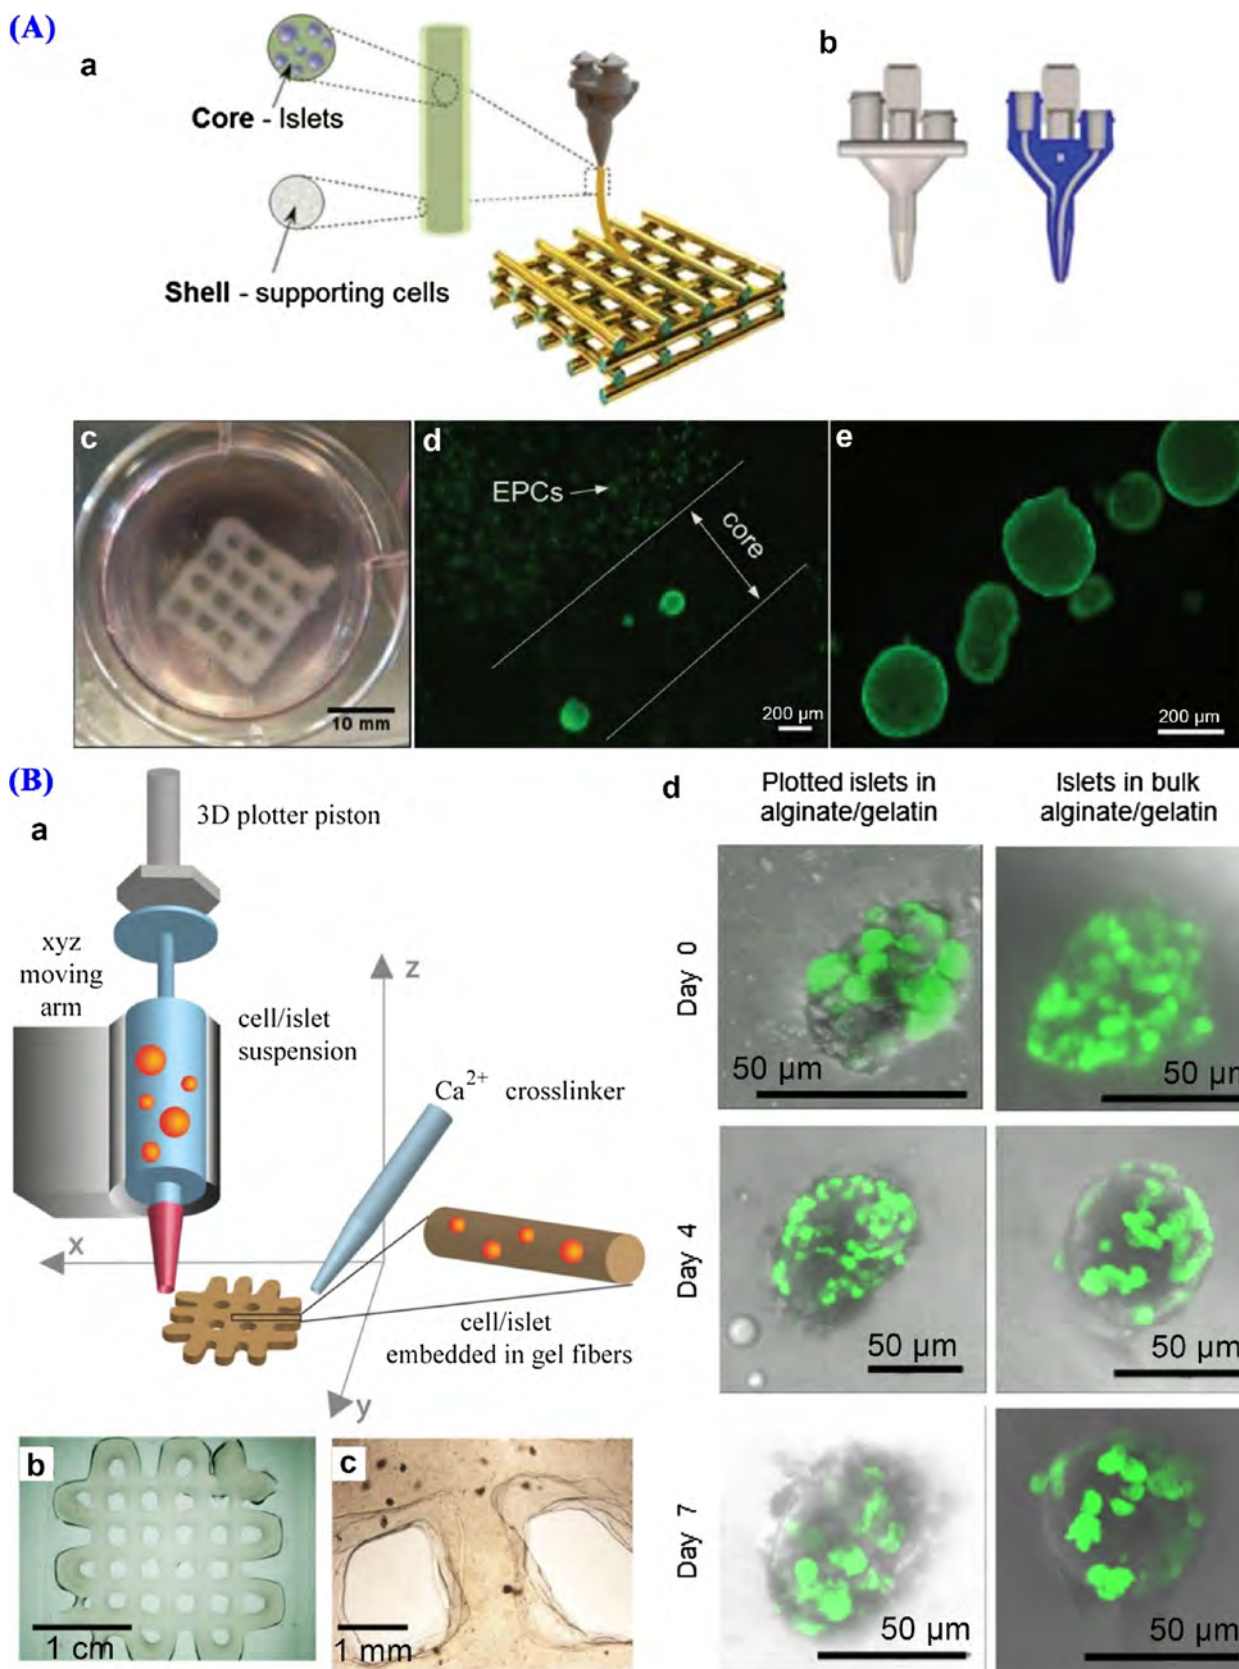 (A)
a
Core - Islets
Shell - supporting cells
b
c
10 mm
d
EPCs
core
200 µm
e
200 µm
(B)
a
3D plotter piston
xyz
moving
arm
cell/islet
suspension
z
Ca2+ crosslinker
x
cell/islet
embedded in gel fibers
y
b
1 cm
c
1 mm
d
Plotted islets in
alginate/gelatin
Islets in bulk
alginate/gelatin
Day 0
50 µm
50 µm
Day 4
50 µm
50 µm
Day 7
50 µm
50 µm